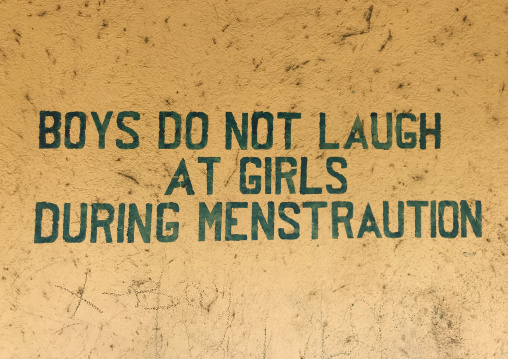 BOYS DO NOT LAUGH
AT GIRLS
DURING MENSTRAUTION